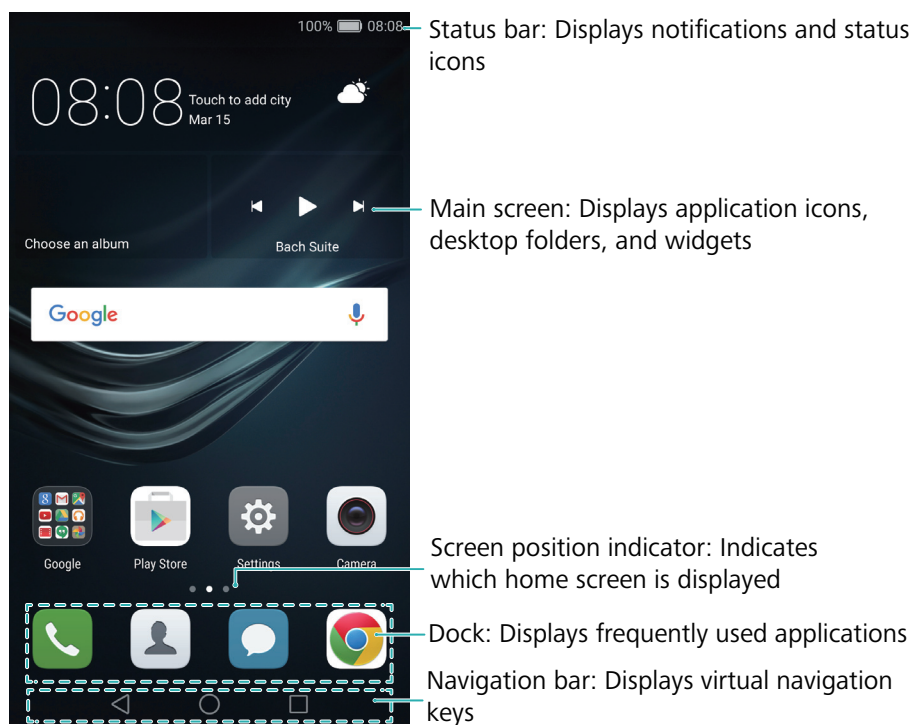 100% 08:08
Status bar: Displays notifications and status
icons
08:08
Touch to add city
Mar 15
Main screen: Displays application icons,
desktop folders, and widgets
Choose an album
Bach Suite
Google
Google
Play Store
Settings
Camera
Screen position indicator: Indicates
which home screen is displayed
Dock: Displays frequently used applications
Navigation bar: Displays virtual navigation
keys